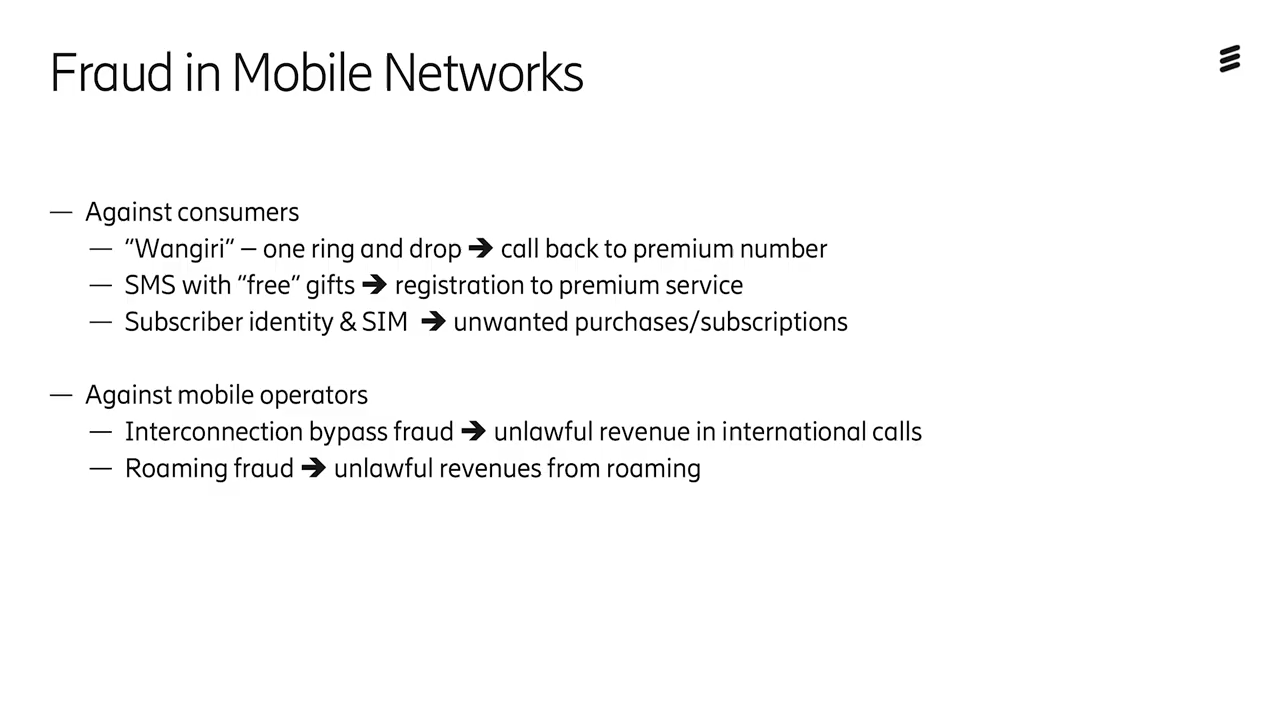 Fraud in Mobile Networks
— Against consumers
— “Wangiri” – one ring and drop 🡺 call back to premium number
— SMS with “free” gifts 🡺 registration to premium service
— Subscriber identity & SIM 🡺 unwanted purchases/subscriptions
— Against mobile operators
— Interconnection bypass fraud 🡺 unlawful revenue in international calls
— Roaming fraud 🡺 unlawful revenues from roaming